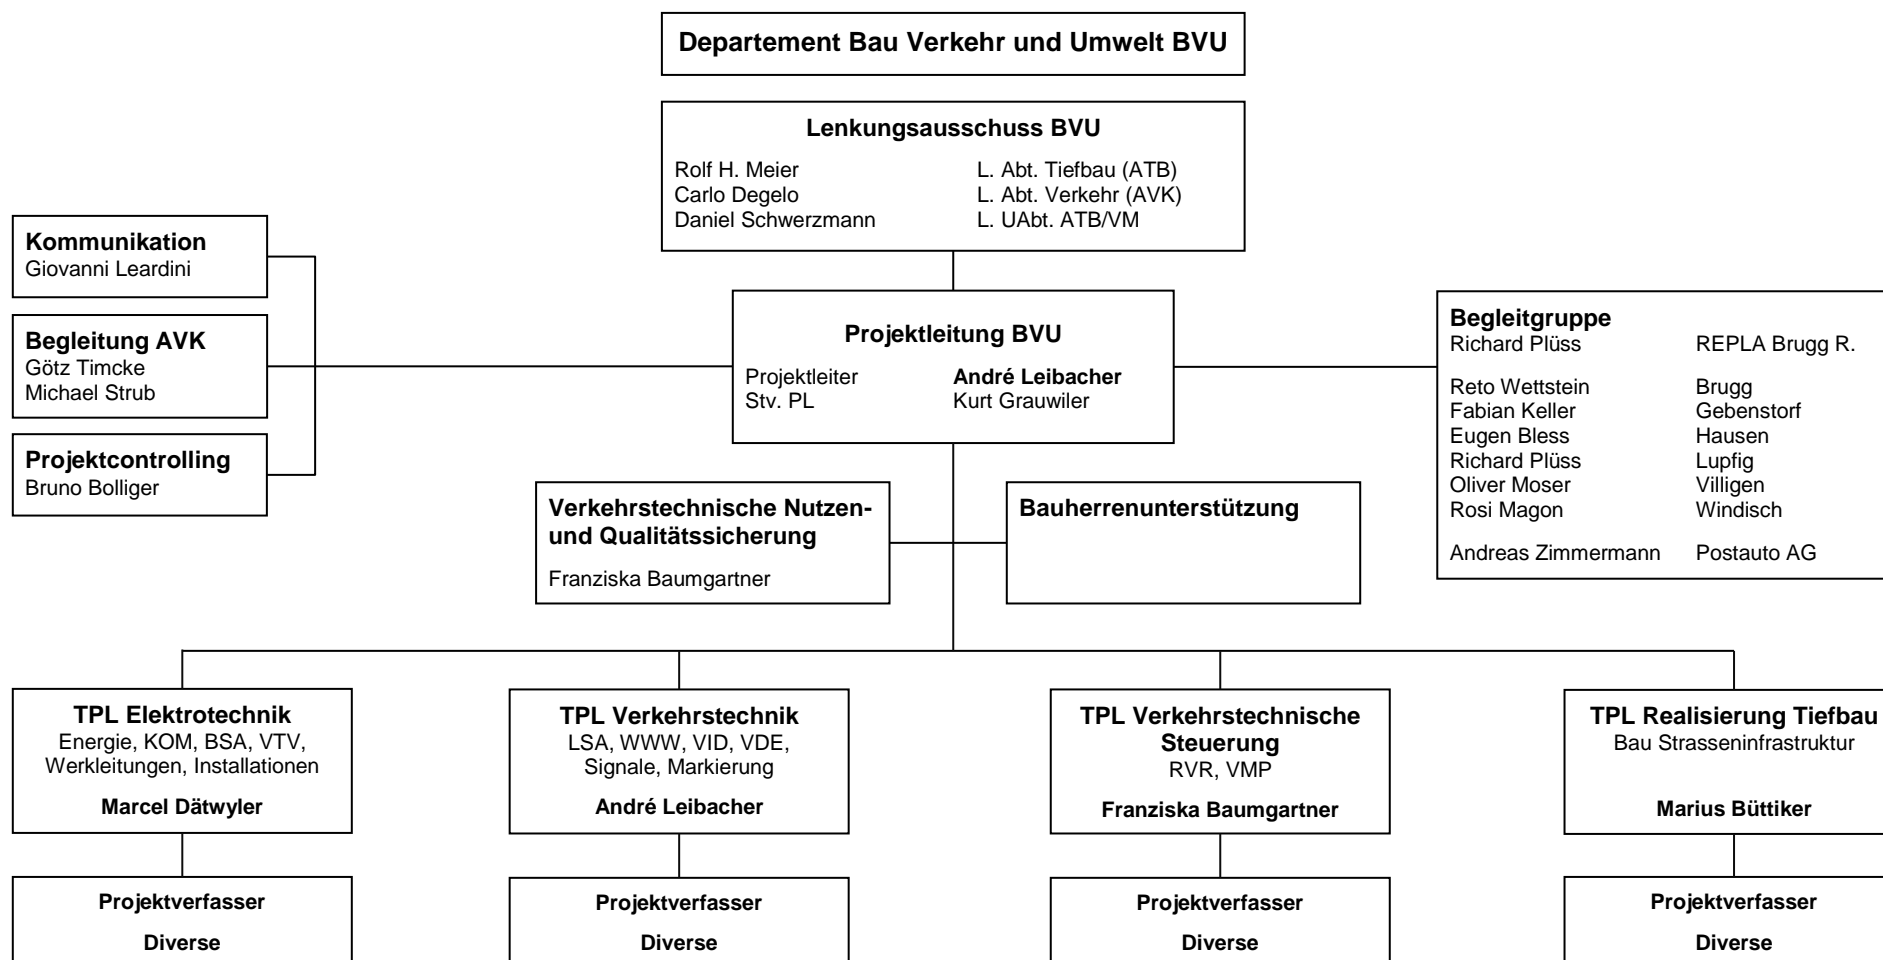 Departement Bau Verkehr und Umwelt BVU
Lenkungsausschuss BVU
Rolf H. Meier L. Abt. Tiefbau (ATB)
Carlo Degelo L. Abt. Verkehr (AVK)
Daniel Schwerzmann L. UAbt. ATB/VM
Kommunikation
Giovanni Leardini
Begleitung AVK
Götz Timcke
Michael Strub
Projektcontrolling
Bruno Bolliger
Projektleitung BVU
Projektleiter André Leibacher
Stv. PL Kurt Grauwiler
Begleitgruppe
Richard Plüss REPLA Brugg R.
Reto Wettstein Brugg
Fabian Keller Gebenstorf
Eugen Bless Hausen
Richard Plüss Lupfig
Oliver Moser Villigen
Rosi Magon Windisch
Andreas Zimmermann Postauto AG
Verkehrstechnische Nutzen-
und Qualitätssicherung
Franziska Baumgartner
Bauherrenunterstützung
TPL Elektrotechnik
Energie, KOM, BSA, VTV,
Werkleitungen, Installationen
Marcel Dätwyler
TPL Verkehrstechnik
LSA, WWW, VID, VDE,
Signale, Markierung
André Leibacher
TPL Verkehrstechnische
Steuerung
RVR, VMP
Franziska Baumgartner
TPL Realisierung Tiefbau
Bau Strasseninfrastruktur
Marius Büttiker
Projektverfasser
Diverse
Projektverfasser
Diverse
Projektverfasser
Diverse
Projektverfasser
Diverse